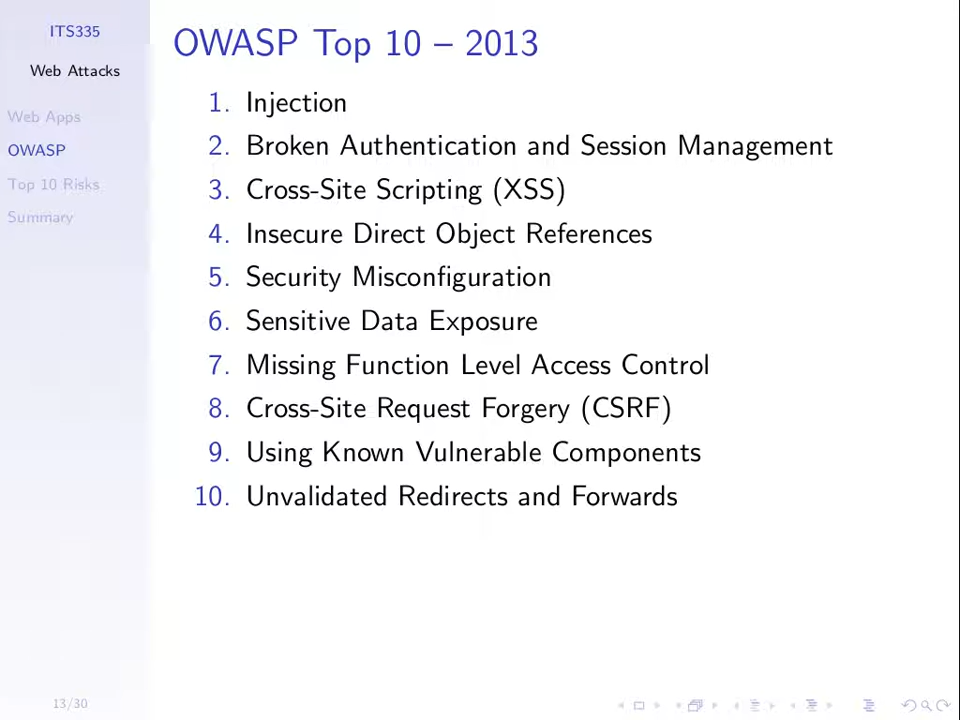 ITS335
Web Attacks
Web Apps
OWASP
Top 10 Risks
Summary
OWASP Top 10 – 2013
1. Injection
2. Broken Authentication and Session Management
3. Cross-Site Scripting (XSS)
4. Insecure Direct Object References
5. Security Misconfiguration
6. Sensitive Data Exposure
7. Missing Function Level Access Control
8. Cross-Site Request Forgery (CSRF)
9. Using Known Vulnerable Components
10. Unvalidated Redirects and Forwards
13/30